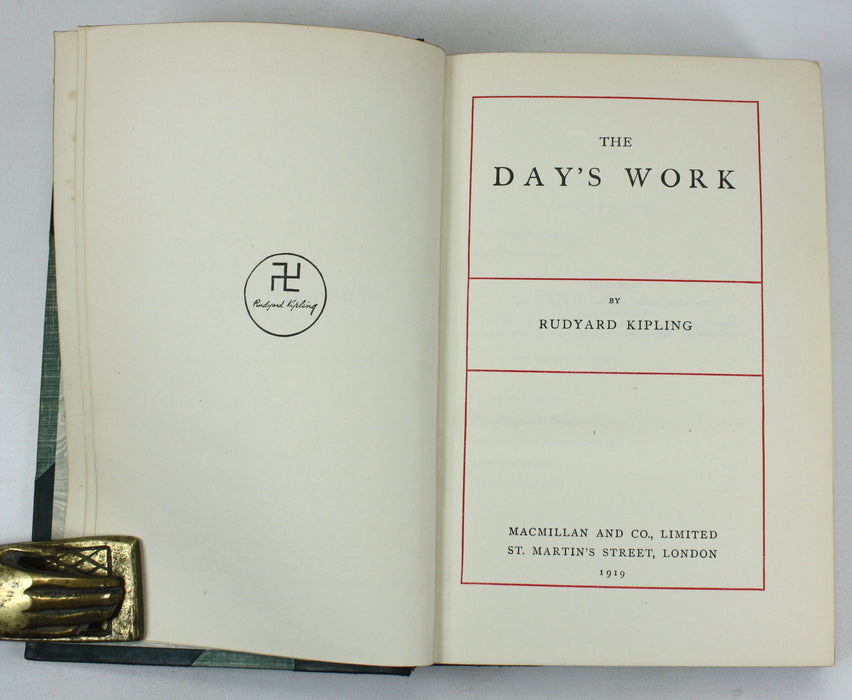 Rudyard Kipling
THE
DAY'S WORK
BY
RUDYARD KIPLING
MACMILLAN AND CO., LIMITED
ST. MARTIN'S STREET, LONDON
1919